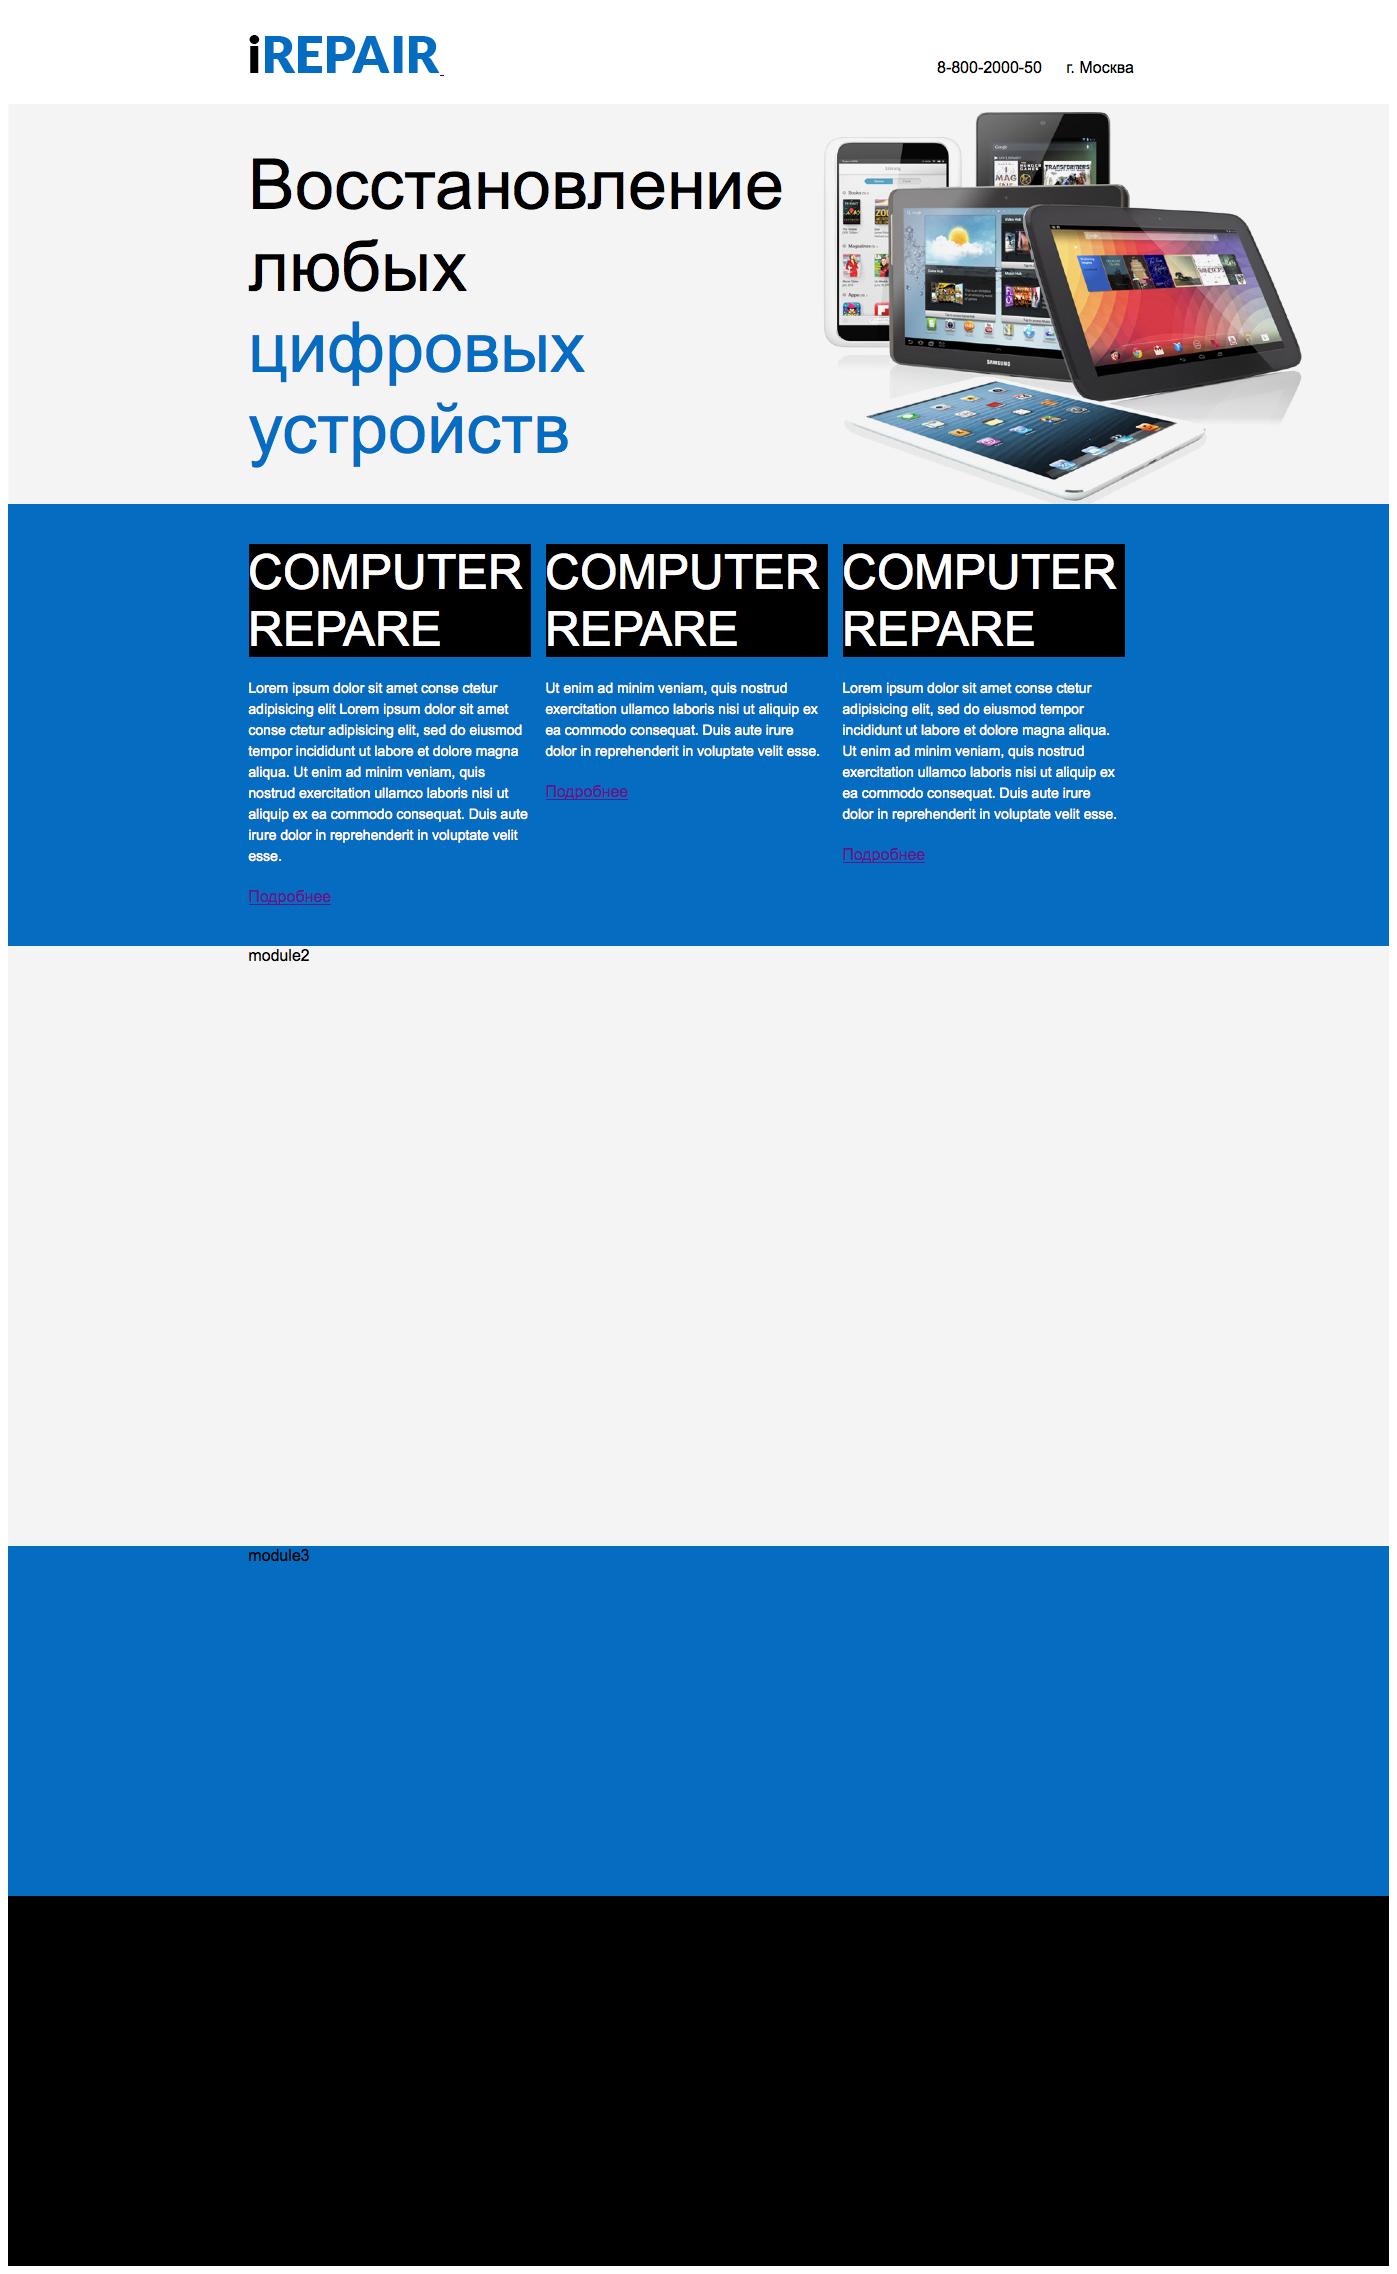 iREPAIR
8-800-2000-50 г. Москва
Восстановление
любых
цифровых
устройств
SAMSUNG
COMPUTER
REPARE
Lorem ipsum dolor sit amet conse ctetur
adipisicing elit Lorem ipsum dolor sit amet
conse ctetur adipisicing elit, sed do eiusmod
tempor incididunt ut labore et dolore magna
aliqua. Ut enim ad minim veniam, quis
nostrud exercitation ullamco laboris nisi ut
aliquip ex ea commodo consequat. Duis aute
irure dolor in reprehenderit in voluptate velit
esse.
Подробнее
COMPUTER
REPARE
Ut enim ad minim veniam, quis nostrud
exercitation ullamco laboris nisi ut aliquip ex
ea commodo consequat. Duis aute irure
dolor in reprehenderit in voluptate velit esse.
Подробнее
COMPUTER
REPARE
Lorem ipsum dolor sit amet conse ctetur
adipisicing elit, sed do eiusmod tempor
incididunt ut labore et dolore magna aliqua.
Ut enim ad minim veniam, quis nostrud
exercitation ullamco laboris nisi ut aliquip ex
ea commodo consequat. Duis aute irure
dolor in reprehenderit in voluptate velit esse.
Подробнее
module2
module3